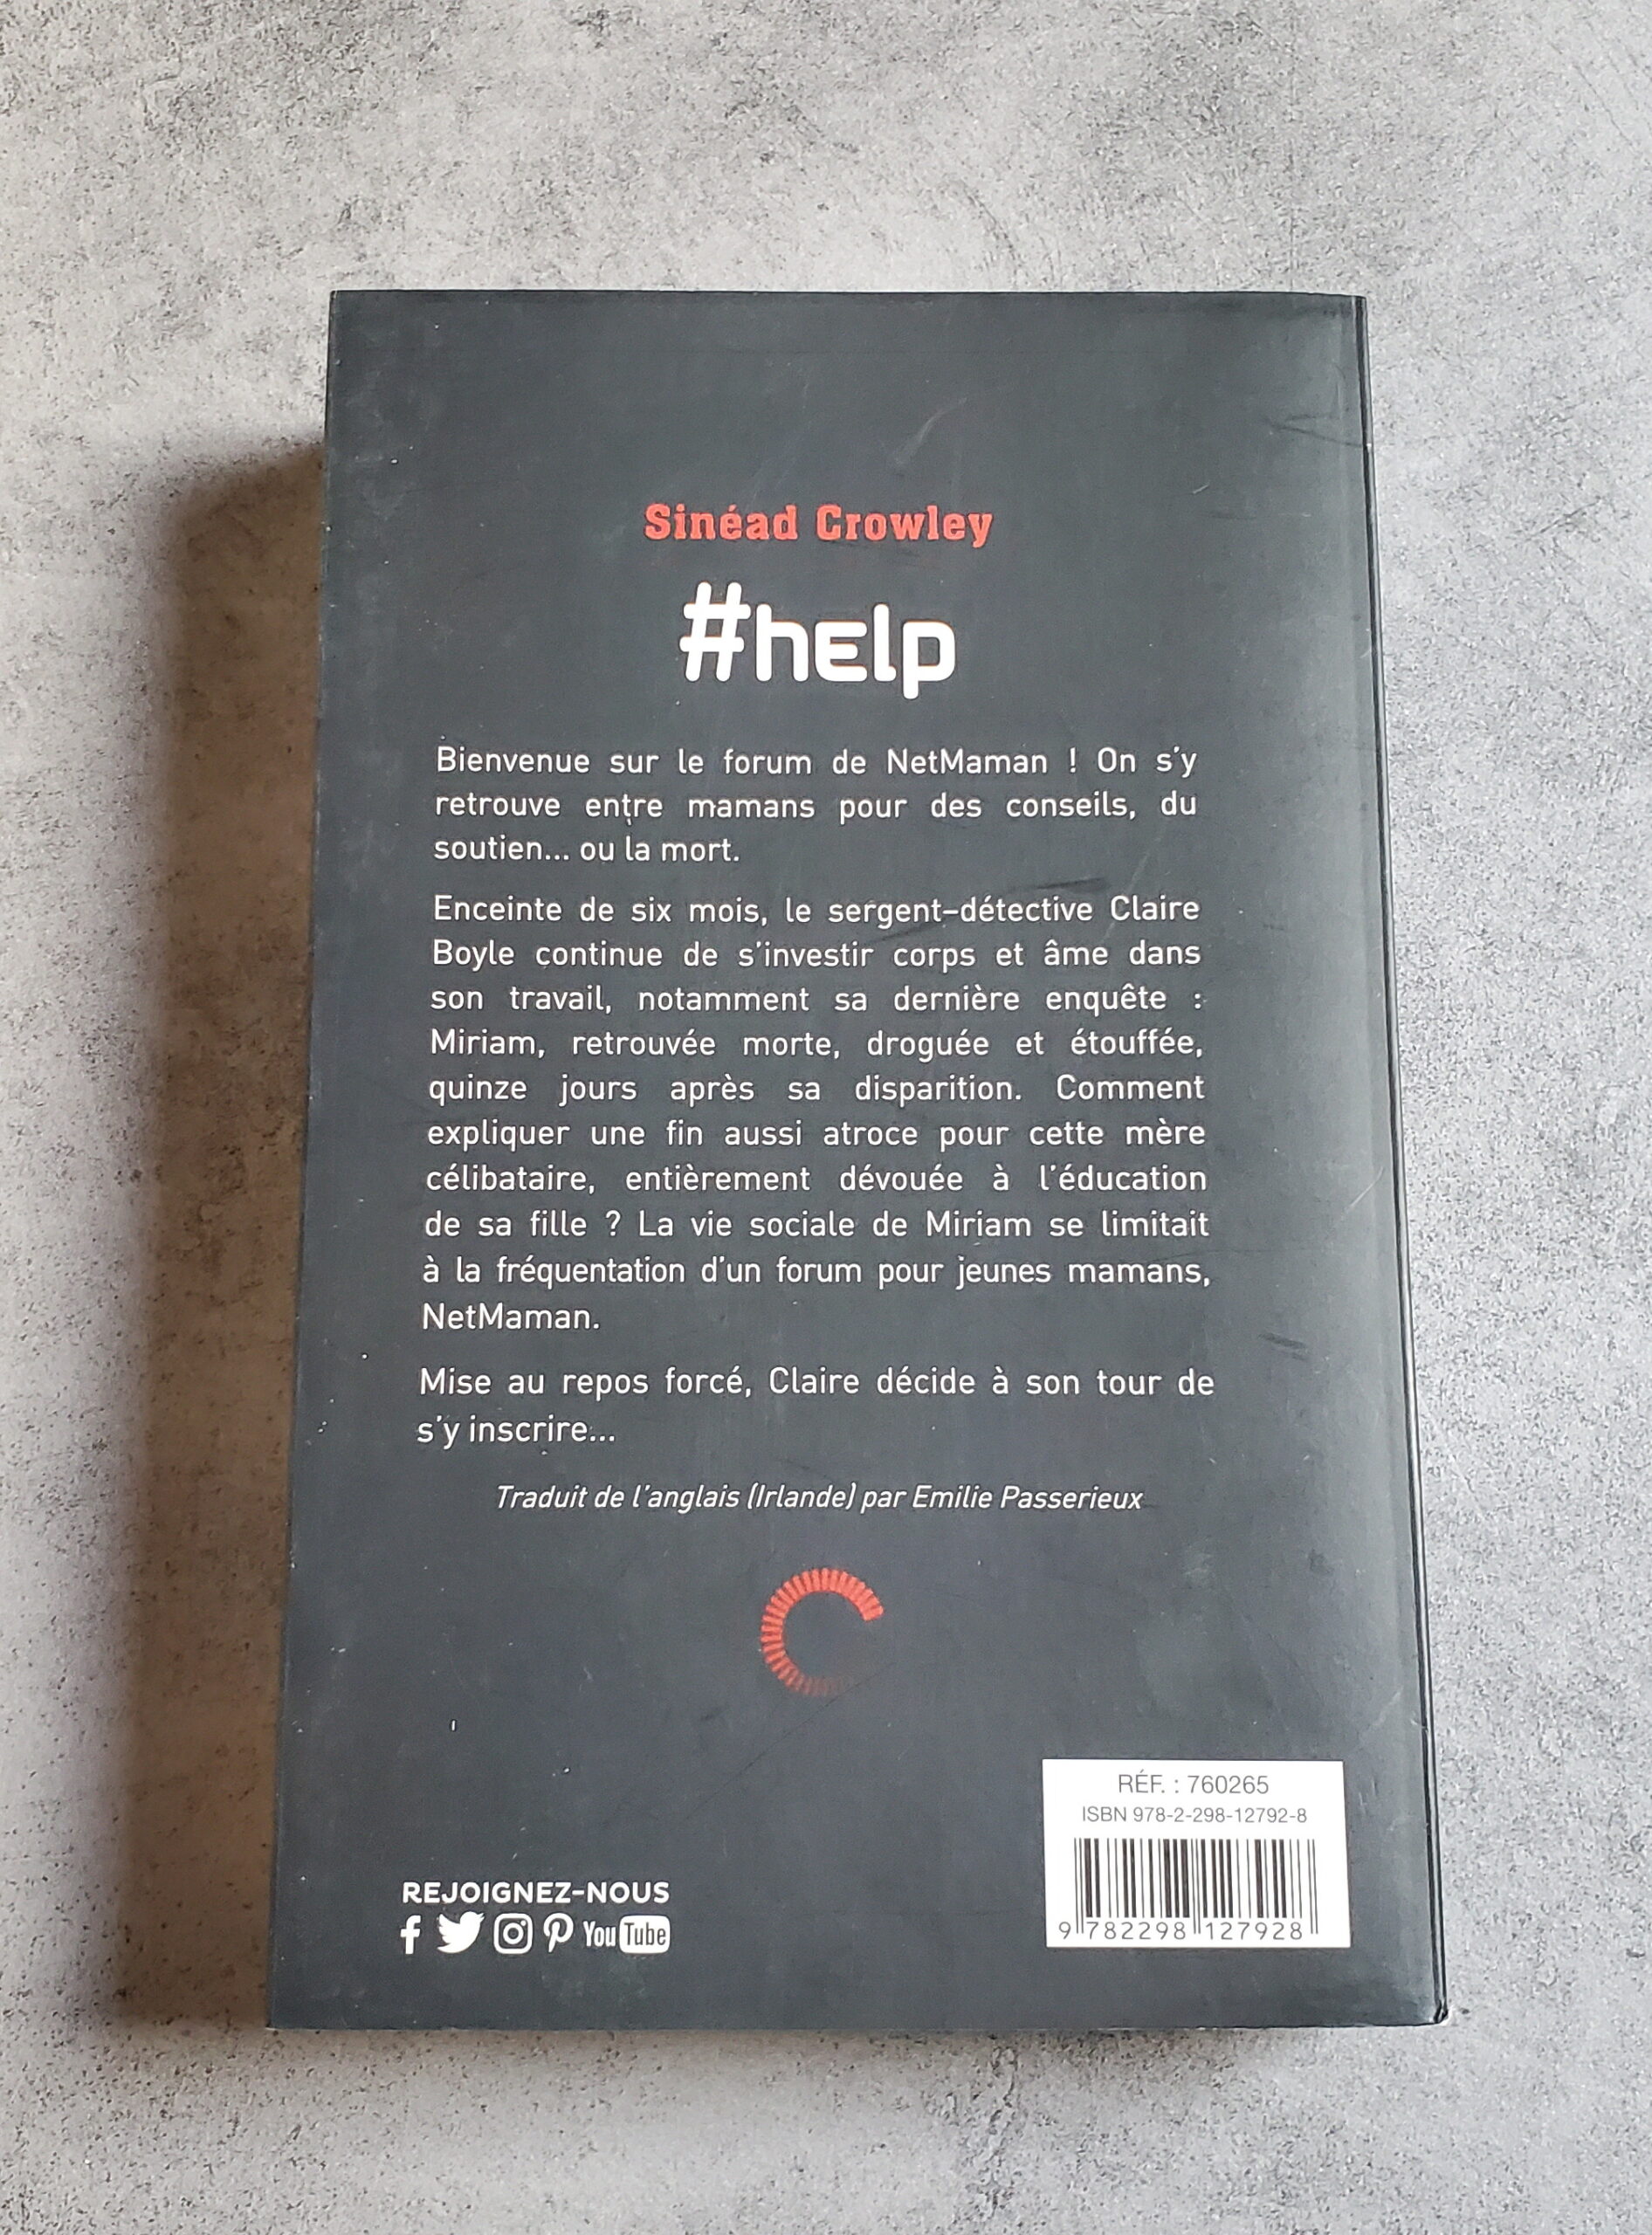 Sinéad Crowley
#help
Bienvenue sur le forum de NetMaman ! On s'y
retrouve entre mamans pour des conseils, du
soutien... ou la mort.
Enceinte de six mois, le sergent-détective Claire
Boyle continue de s'investir corps et âme dans
son travail, notamment sa dernière enquête :
Miriam, retrouvée morte, droguée et étouffée,
quinze jours après sa disparition. Comment
expliquer une fin aussi atroce pour cette mère
célibataire, entièrement dévouée à l'éducation
de sa fille ? La vie sociale de Miriam se limitait
à la fréquentation d'un forum pour jeunes mamans,
NetMaman.
Mise au repos forcé, Claire décide à son tour de
s'y inscrire...
Traduit de l'anglais (Irlande) par Emilie Passerieux
REJOIGNEZ-NOUS
You Tube
RÉF. : 760265
ISBN 978-2-298-12792-8
9 782298 127928